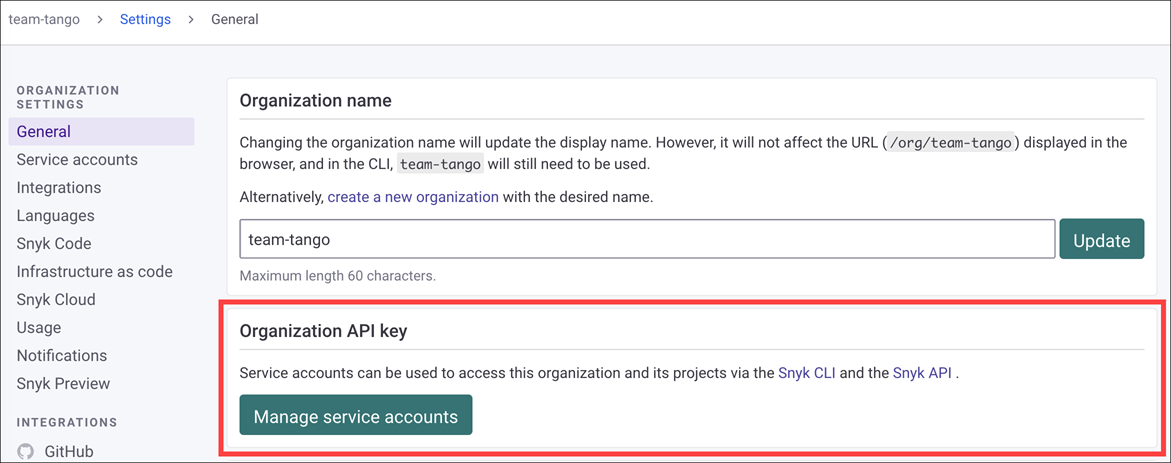 team-tango > Settings > General
ORGANIZATION
SETTINGS
General
Service accounts
Integrations
Languages
Snyk Code
Infrastructure as code
Snyk Cloud
Usage
Notifications
Snyk Preview
INTEGRATIONS
GitHub
Organization name
Changing the organization name will update the display name. However, it will not affect the URL ( /org/team-tango ) displayed in the
browser, and in the CLI, team-tango will still need to be used.
Alternatively, create a new organization with the desired name.
team-tango
Update
Maximum length 60 characters.
Organization API key
Service accounts can be used to access this organization and its projects via the Snyk CLI and the Snyk API .
Manage service accounts